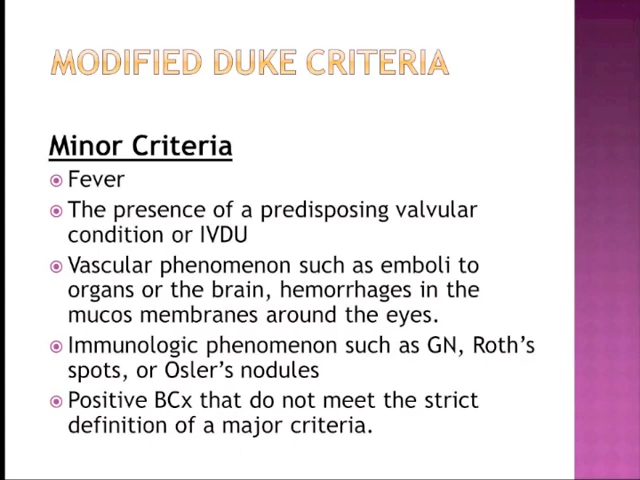 MODIFIED DUKE CRITERIA
Minor Criteria
Fever
The presence of a predisposing valvular
condition or IVDU
Vascular phenomenon such as emboli to
organs or the brain, hemorrhages in the
mucos membranes around the eyes.
Immunologic phenomenon such as GN, Roth's
spots, or Osler's nodules
Positive BCx that do not meet the strict
definition of a major criteria.